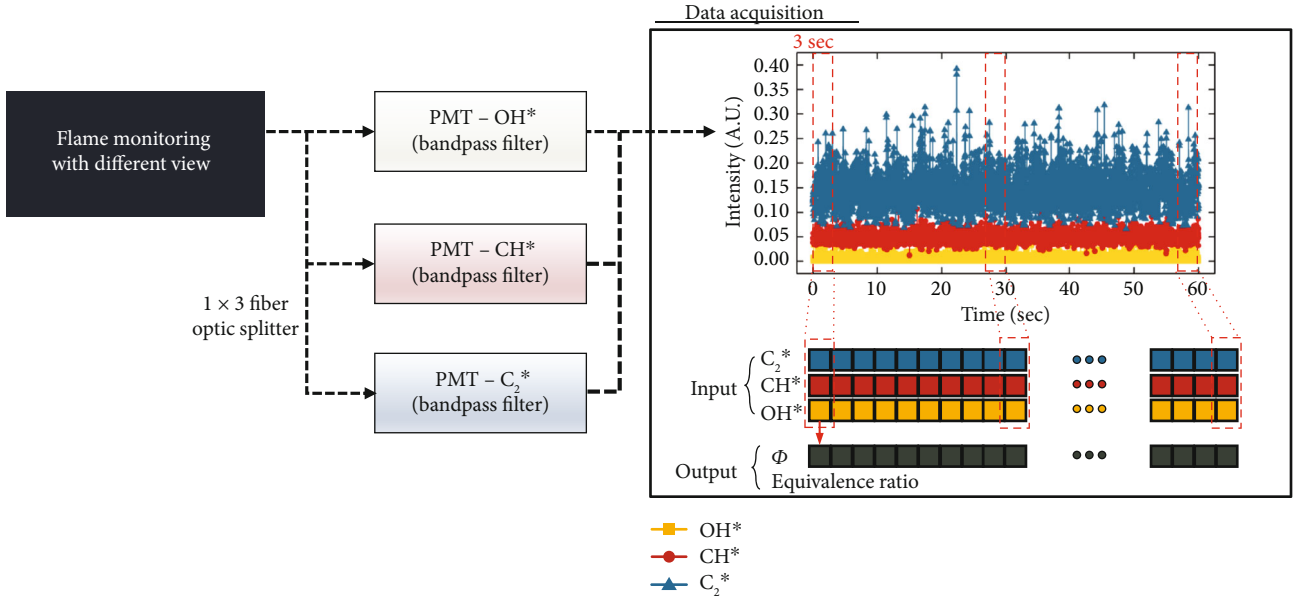 Data acquisition
Flame monitoring
with different view
1 × 3 fiber
optic splitter
PMT – OH*
(bandpass filter)
PMT – CH*
(bandpass filter)
PMT – C₂*
(bandpass filter)
3 sec
Intensity (A.U.)
0.40
0.35
0.30
0.25
0.20
0.15
0.10
0.05
0.00
0 10 20 30 40 50 60
Time (sec)
Input
C₂*
CH*
OH*
Output
Φ
Equivalence ratio
OH*
CH*
C₂*